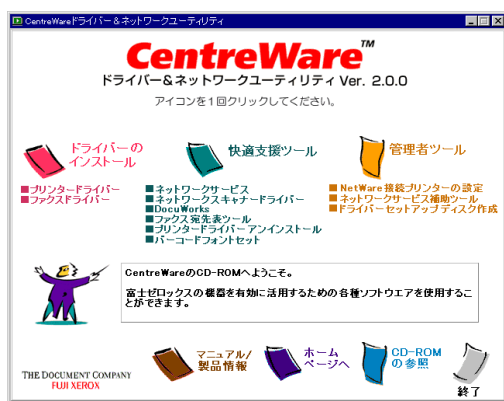 CentreWareドライバー＆ネットワークユーティリティ
CentreWare™
ドライバー＆ネットワークユーティリティ Ver. 2.0.0
アイコンを1回クリックしてください。
ドライバーの
インストール
快適支援ツール
管理者ツール
■プリンタードライバー
■ファクスドライバー
■ネットワークサービス
■ネットワークスキャナードライバー
■DocuWorks
■ファクス宛先表ツール
■プリンタードライバーアンインストール
■バーコードフォントセット
■NetWare 接続プリンターの設定
■ネットワークサービス補助ツール
■ドライバーセットアップディスク作成
CentreWareのCD-ROMへようこそ。
富士ゼロックスの機器を有効に活用するための各種ソフトウエアを使用するこ
とができます。
マニュアル/
製品情報
ホーム
ページへ
CD-ROM
の参照
終了
THE DOCUMENT COMPANY
FUJI XEROX